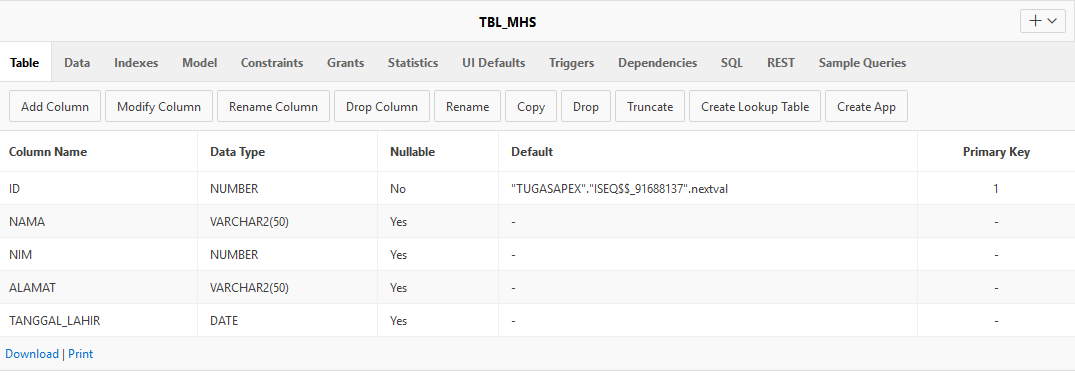 TBL_MHS
Table Data Indexes Model Constraints Grants Statistics UI Defaults Triggers Dependencies SQL REST Sample Queries
Add Column Modify Column Rename Column Drop Column Rename Copy Drop Truncate Create Lookup Table Create App
Column Name Data Type Nullable Default Primary Key
ID NUMBER No "TUGASAPEX"."ISEQ$$_91688137".nextval 1
NAMA VARCHAR2(50) Yes - -
NIM NUMBER Yes - -
ALAMAT VARCHAR2(50) Yes - -
TANGGAL_LAHIR DATE Yes - -
Download | Print